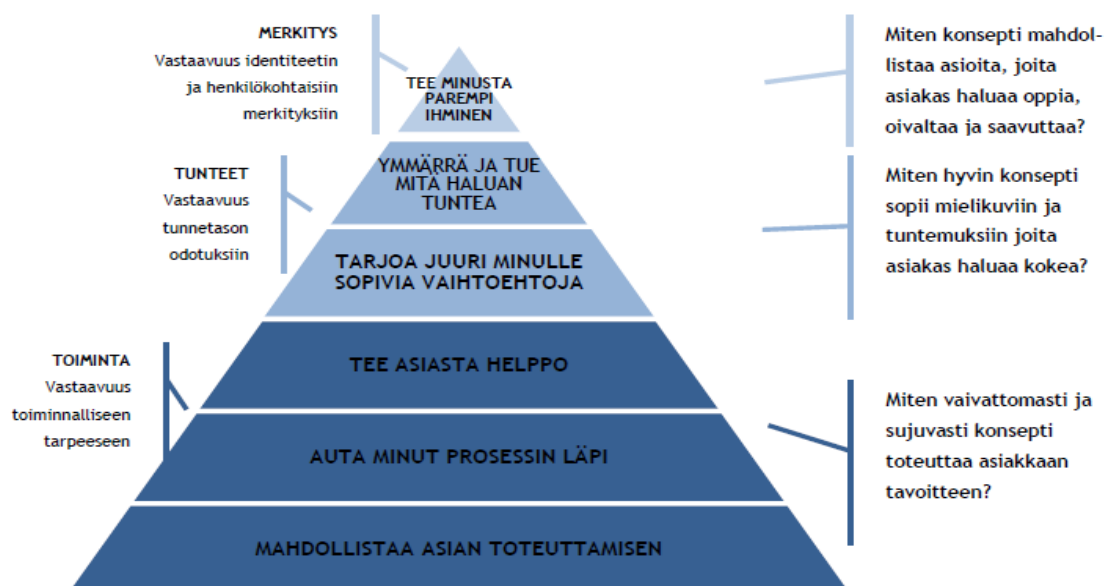 MERKITYS
Vastaavuus identiteetin
ja henkilökohtaisiin
merkityksiin
TUNTEET
Vastaavuus
tunnetason
odotuksiin
TOIMINTA
Vastaavuus
toiminnalliseen
tarpeeseen
TEE MINUSTA
PAREMPI
IHMINEN
YMMÄRRÄ JA TUE
MITÄ HALUAN
TUNTEA
TARJOA JUURI MINULLE
SOPIVIA VAIHTOEHTOJA
TEE ASIASTA HELPPO
AUTA MINUT PROSESSIN LÄPI
MAHDOLLISTAA ASIAN TOTEUTTAMISEN
Miten konsepti mahdol-
listaa asioita, joita
asiakas haluaa oppia,
oivaltaa ja saavuttaa?
Miten hyvin konsepti
sopii mielikuviin ja
tuntemuksiin joita
asiakas haluaa kokea?
Miten vaivattomasti ja
sujuvasti konsepti
toteuttaa asiakkaan
tavoitteen?